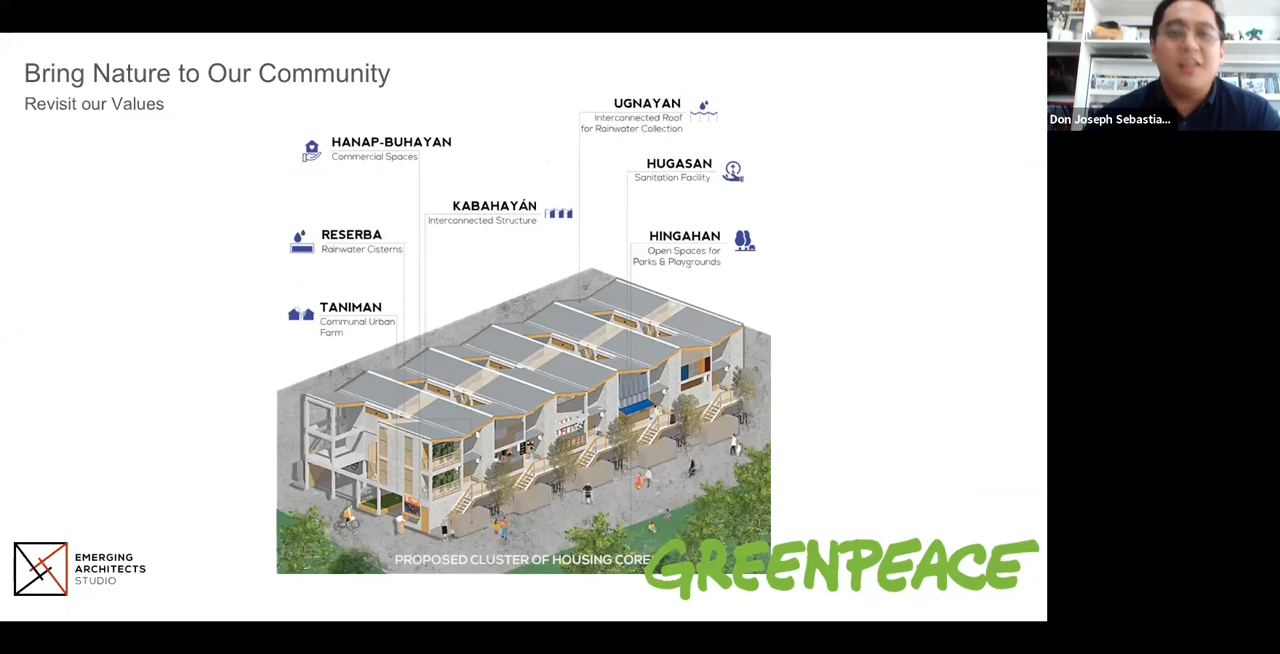 Bring Nature to Our Community
Revisit our Values
UGNAYAN
Interconnected Roof
for Rainwater Collection
HANAP-BUHAYAN
Commercial Spaces
HUGASAN
Sanitation Facility
KABAHAYÁN
Interconnected Structure
RESERBA
Rainwater Cisterns
HINGAHAN
Open Spaces for
Parks & Playgrounds
TANIMAN
Communal Urban
Farm
PROPOSED CLUSTER OF HOUSING CORE
GREENPEACE
EMERGING
ARCHITECTS
STUDIO
Don Joseph Sebastia...